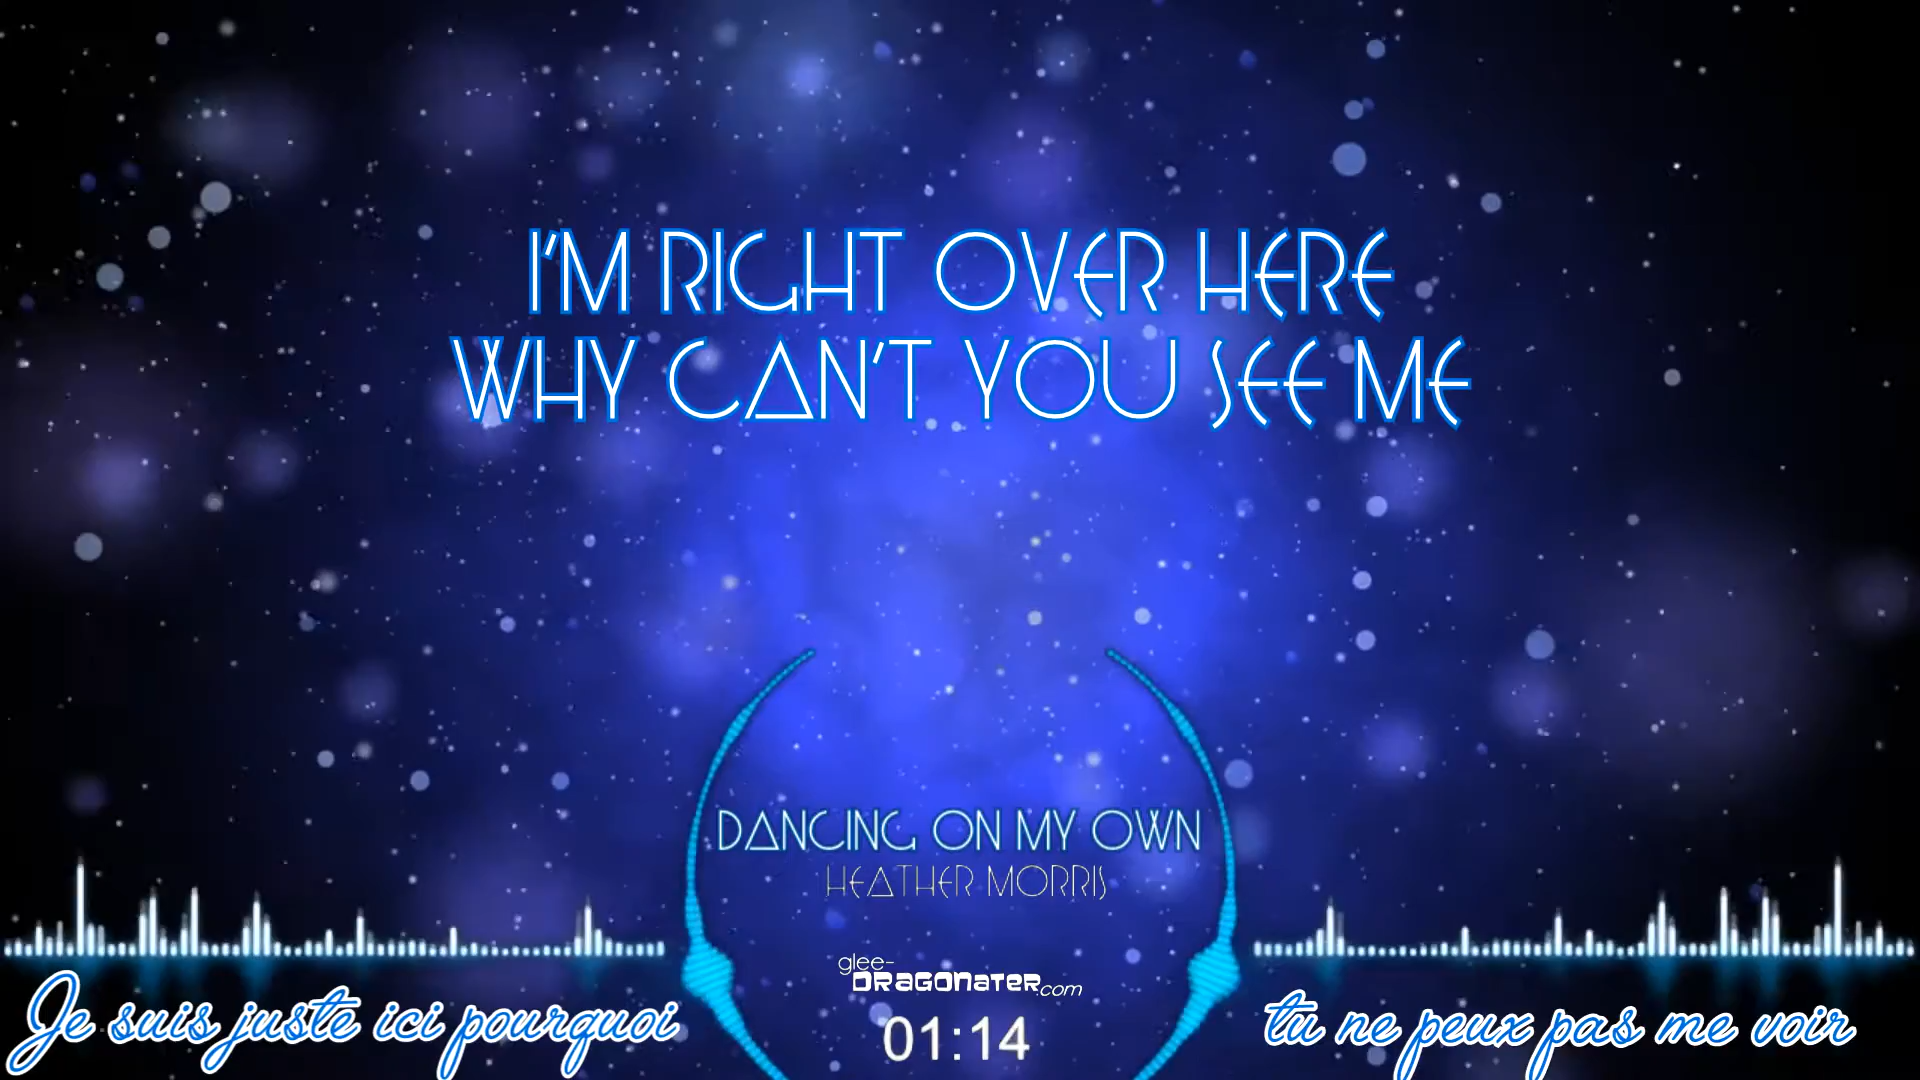 I'M RIGHT OVER HERE
WHY CAN'T YOU SEE ME
DANCING ON MY OWN
HEATHER MORRIS
glee-
DRAGONATER.com
01:14
Je suis juste ici pourquoi tu ne peux pas me voir